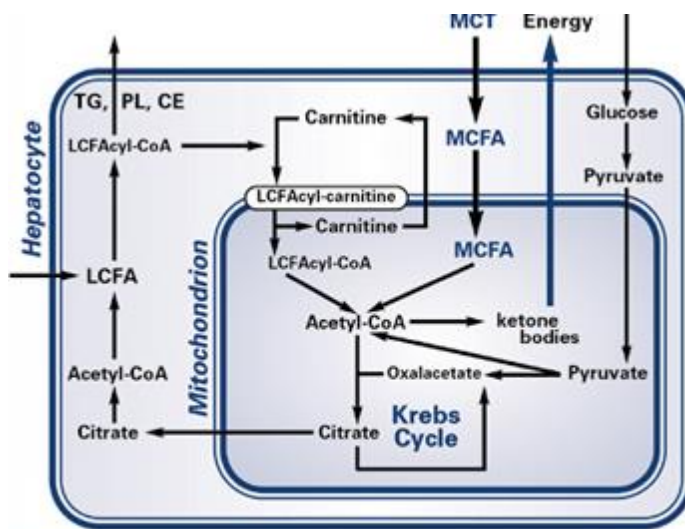 MCT
Energy
TG, PL, CE
Carnitine
Glucose
LCFAcyl-CoA
MCFA
Pyruvate
LCFAcyl-carnitine
Carnitine
Hepatocyte
LCFAcyl-CoA
MCFA
LCFA
Acetyl-CoA
ketone
bodies
Mitochondrion
Acetyl-CoA
Oxalacetate
Pyruvate
Krebs
Cycle
Citrate
Citrate